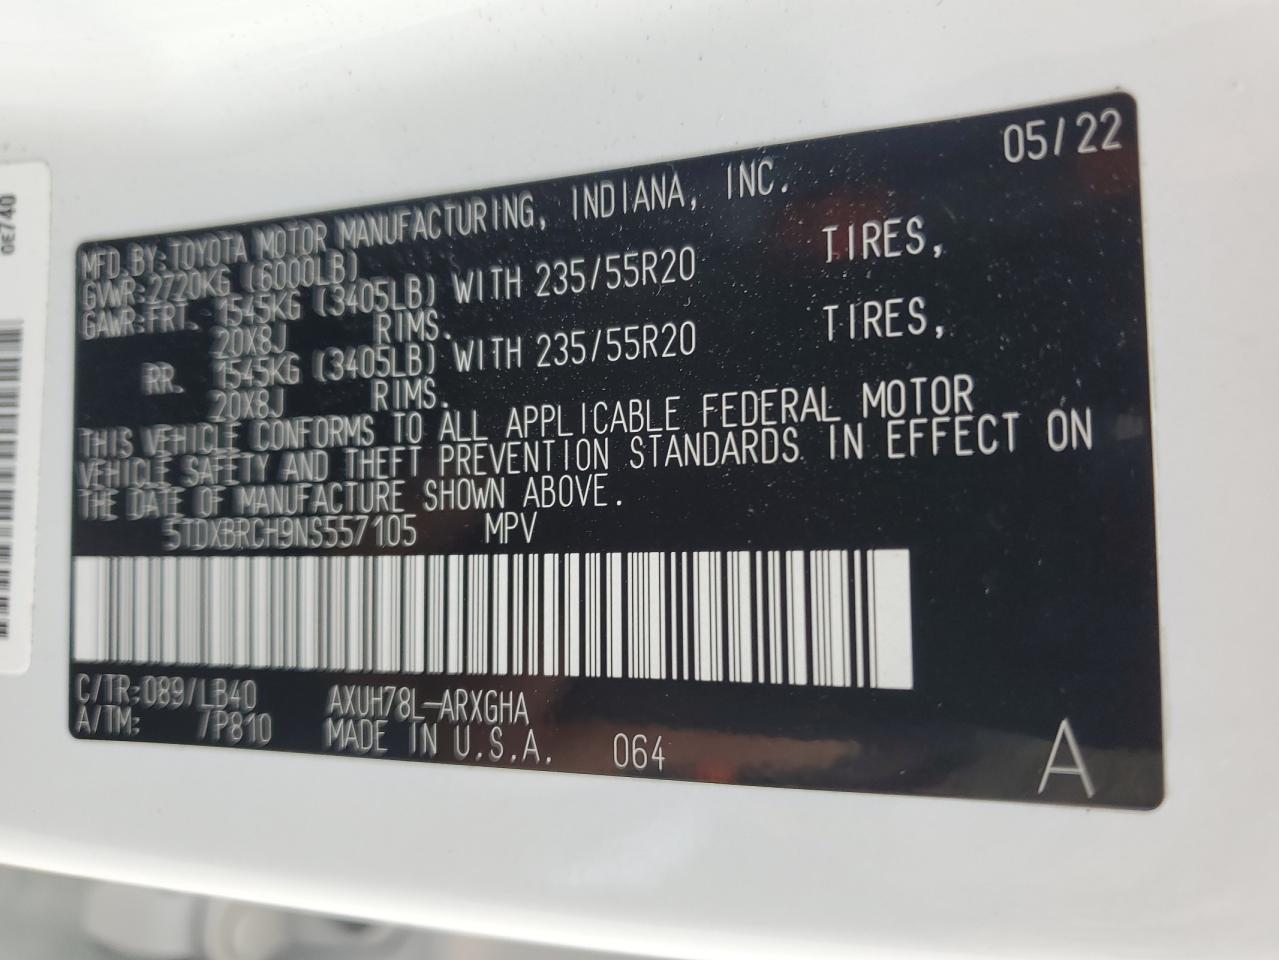 05/22
MFD.BY:TOYOTA MOTOR MANUFACTURING, INDIANA, INC.
GVWR:2720KG (6000LB)
GAWR:FRT. 1545KG (3405LB) WITH 235/55R20 TIRES,
20X8J RIMS.
RR. 1545KG (3405LB) WITH 235/55R20 TIRES,
20X8J RIMS.
THIS VEHICLE CONFORMS TO ALL APPLICABLE FEDERAL MOTOR
VEHICLE SAFETY AND THEFT PREVENTION STANDARDS IN EFFECT ON
THE DATE OF MANUFACTURE SHOWN ABOVE.
5TDXBRCH9NS557105 MPV
C/TR:089/LB40 AXUH78L-ARXGHA
A/TM: /P810 MADE IN U.S.A. 064
A
0E740